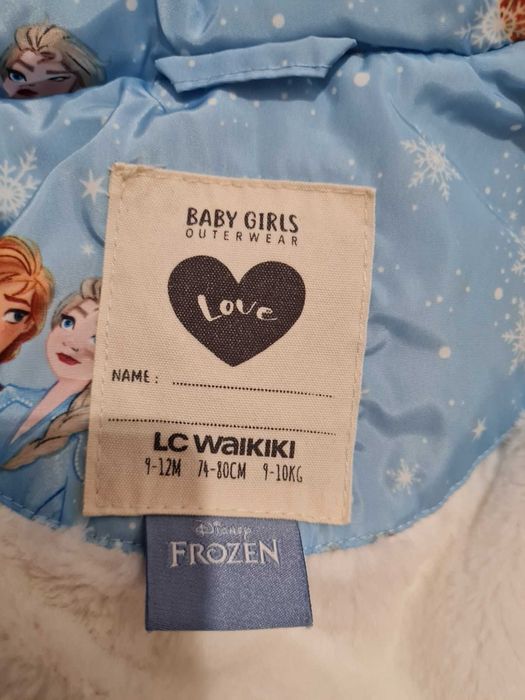 BABY GIRLS
OUTERWEAR
Love
NAME : ........................................
........................................................
LC WAIKIKI
9-12M 74-80CM 9-10KG
Disney
FROZEN